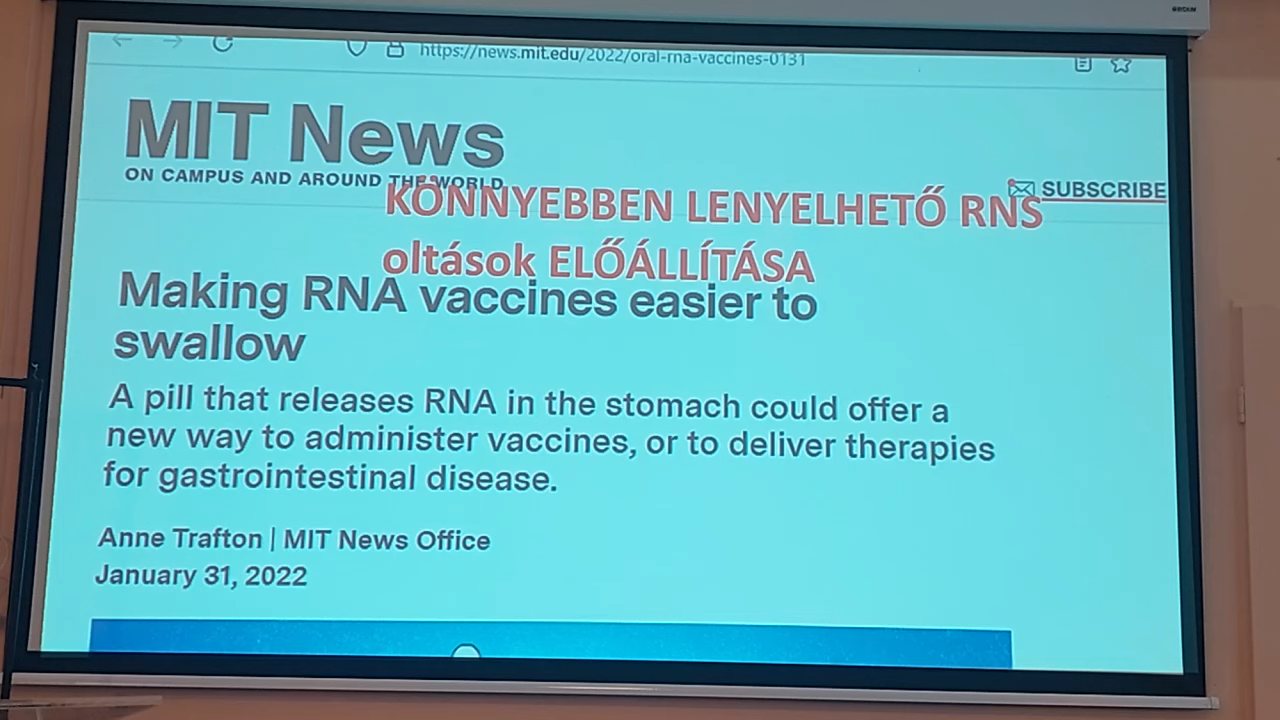 https://news.mit.edu/2022/oral-rna-vaccines-0131
MIT News
ON CAMPUS AND AROUND THE WORLD
SUBSCRIBE
KÖNNYEBBEN LENYELHETŐ RNS
oltások ELŐÁLLÍTÁSA
Making RNA vaccines easier to
swallow
A pill that releases RNA in the stomach could offer a
new way to administer vaccines, or to deliver therapies
for gastrointestinal disease.
Anne Trafton | MIT News Office
January 31, 2022